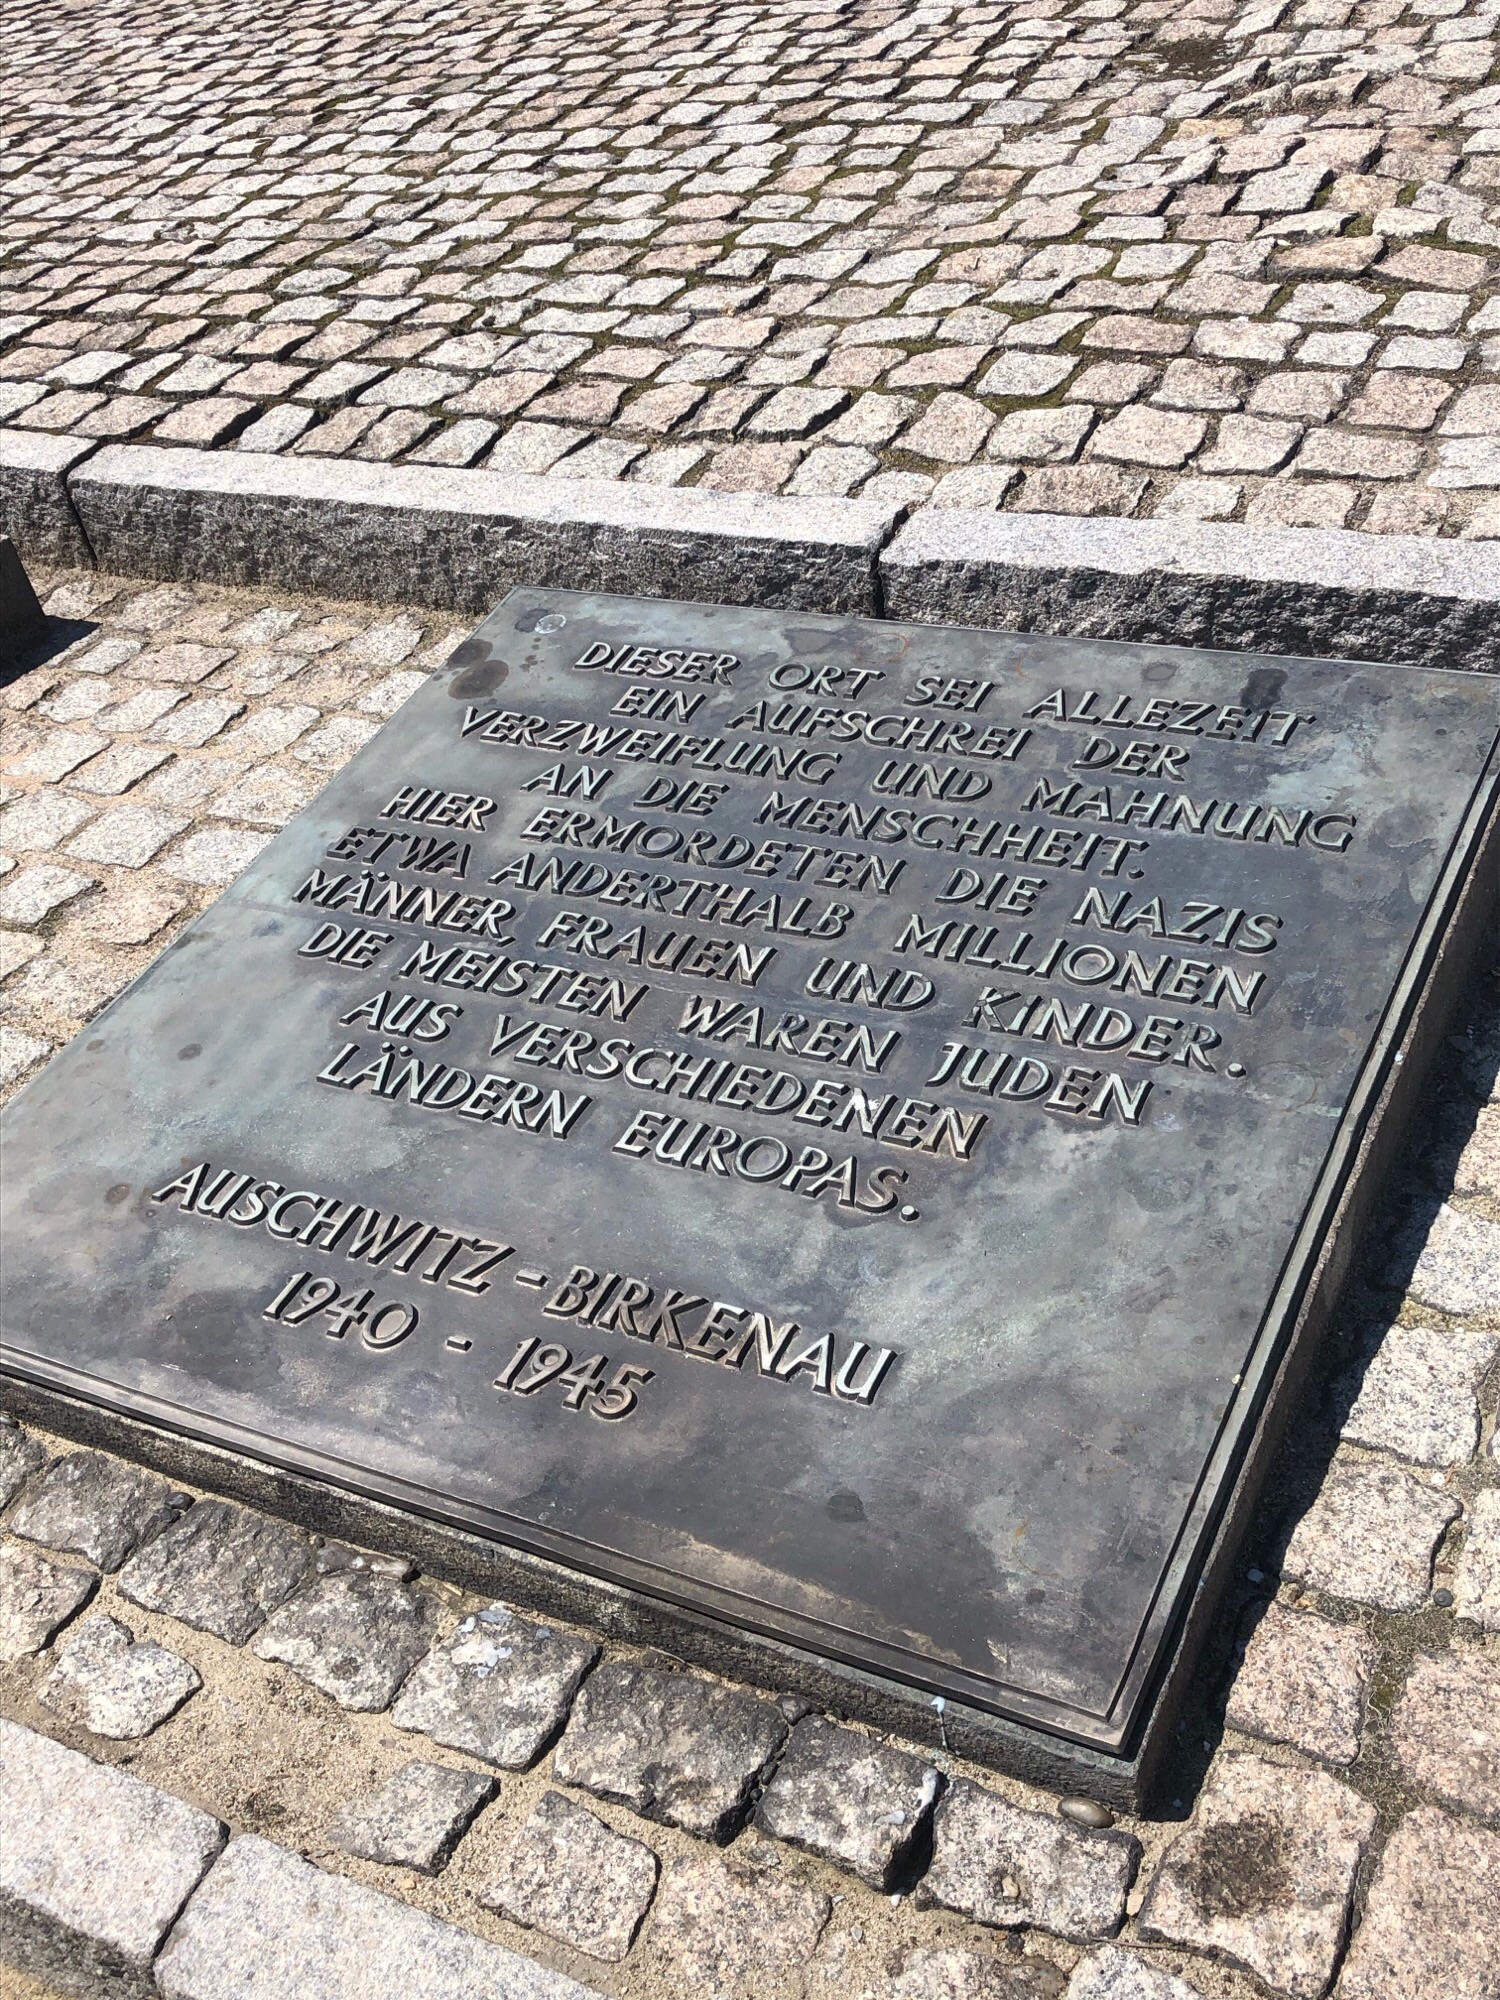 DIESER ORT SEI ALLEZEIT
EIN AUFSCHREI DER
VERZWEIFLUNG UND MAHNUNG
AN DIE MENSCHHEIT.
HIER ERMORDETEN DIE NAZIS
ETWA ANDERTHALB MILLIONEN
MÄNNER, FRAUEN UND KINDER.
DIE MEISTEN WAREN JUDEN
AUS VERSCHIEDENEN
LÄNDERN EUROPAS.
AUSCHWITZ - BIRKENAU
1940 - 1945